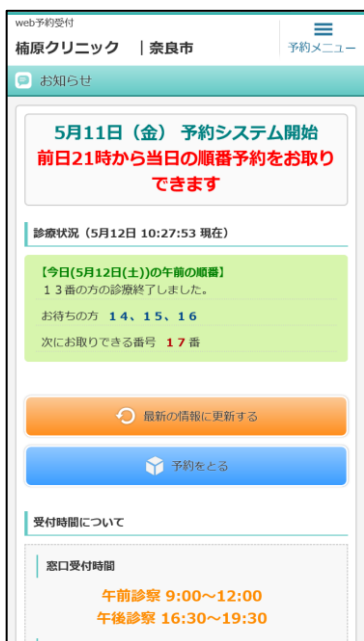 web予約受付
楠原クリニック ｜奈良市
予約メニュー
お知らせ
5月11日（金） 予約システム開始
前日21時から当日の順番予約をお取り
できます
診療状況（5月12日 10:27:53 現在）
【今日(5月12日(土))の午前の順番】
１３番の方の診療終了しました。
お待ちの方 １４、１５、１６
次にお取りできる番号 １７番
最新の情報に更新する
予約をとる
受付時間について
窓口受付時間
午前診察 9:00～12:00
午後診察 16:30～19:30